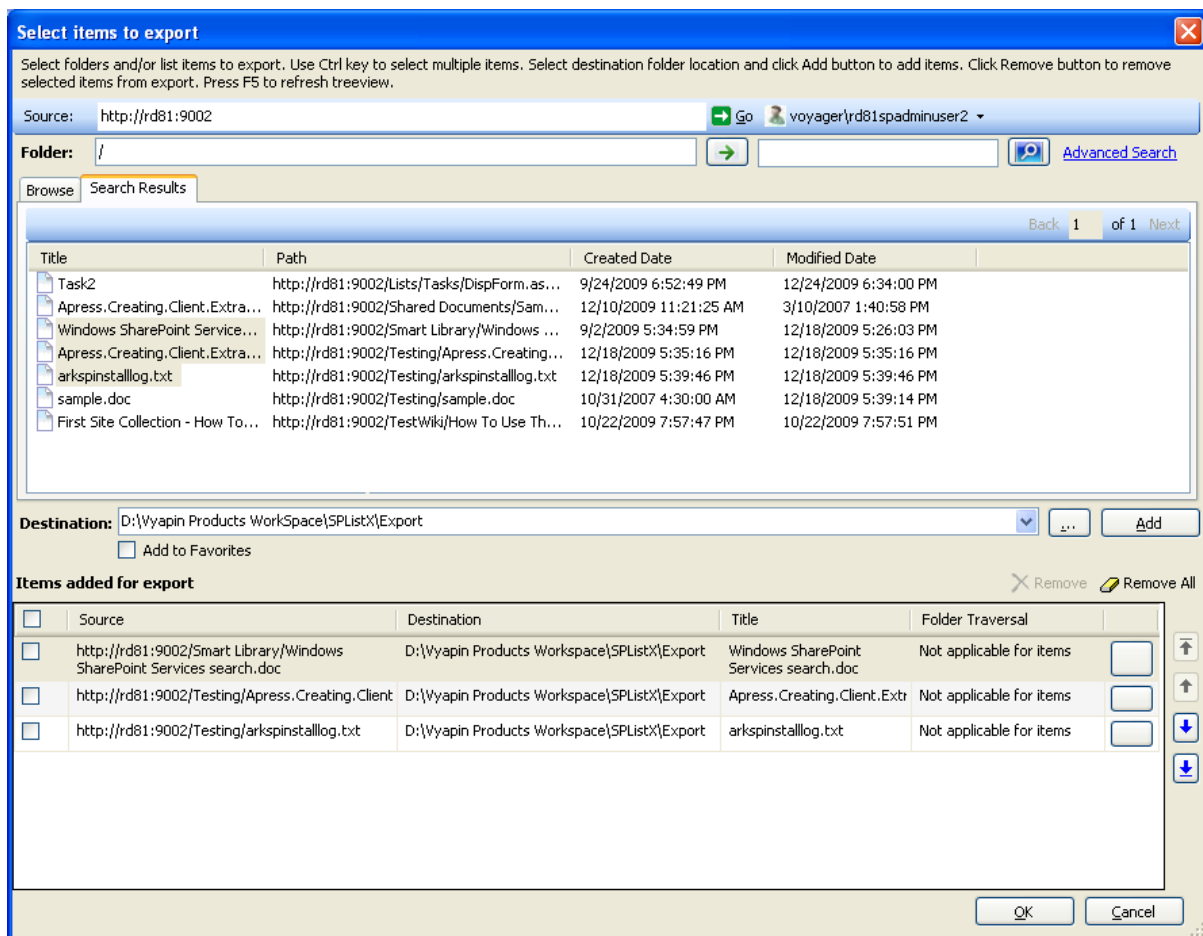 Select items to export
Select folders and/or list items to export. Use Ctrl key to select multiple items. Select destination folder location and click Add button to add items. Click Remove button to remove
selected items from export. Press F5 to refresh treeview.
Source: http://rd81:9002 Go voyager\rd81spadminuser2
Folder: / Advanced Search
Browse Search Results
Back 1 of 1 Next
Title Path Created Date Modified Date
Task2 http://rd81:9002/Lists/Tasks/DispForm.as... 9/24/2009 6:52:49 PM 12/24/2009 6:34:00 PM
Apress.Creating.Client.Extra... http://rd81:9002/Shared Documents/Sam... 12/10/2009 11:21:25 AM 3/10/2007 1:40:58 PM
Windows SharePoint Service... http://rd81:9002/Smart Library/Windows ... 9/2/2009 5:34:59 PM 12/18/2009 5:26:03 PM
Apress.Creating.Client.Extra... http://rd81:9002/Testing/Apress.Creating... 12/18/2009 5:35:16 PM 12/18/2009 5:35:16 PM
arkspinstalllog.txt http://rd81:9002/Testing/arkspinstalllog.txt 12/18/2009 5:39:46 PM 12/18/2009 5:39:46 PM
sample.doc http://rd81:9002/Testing/sample.doc 10/31/2007 4:30:00 AM 12/18/2009 5:39:14 PM
First Site Collection - How To... http://rd81:9002/TestWiki/How To Use Th... 10/22/2009 7:57:47 PM 10/22/2009 7:57:51 PM
Destination: D:\Vyapin Products WorkSpace\SPListX\Export ... Add
Add to Favorites
Items added for export Remove Remove All
Source Destination Title Folder Traversal
http://rd81:9002/Smart Library/Windows D:\Vyapin Products Workspace\SPListX\Export Windows SharePoint Not applicable for items
SharePoint Services search.doc Services search.doc
http://rd81:9002/Testing/Apress.Creating.Client D:\Vyapin Products Workspace\SPListX\Export Apress.Creating.Client.Extr Not applicable for items
http://rd81:9002/Testing/arkspinstalllog.txt D:\Vyapin Products Workspace\SPListX\Export arkspinstalllog.txt Not applicable for items
OK Cancel